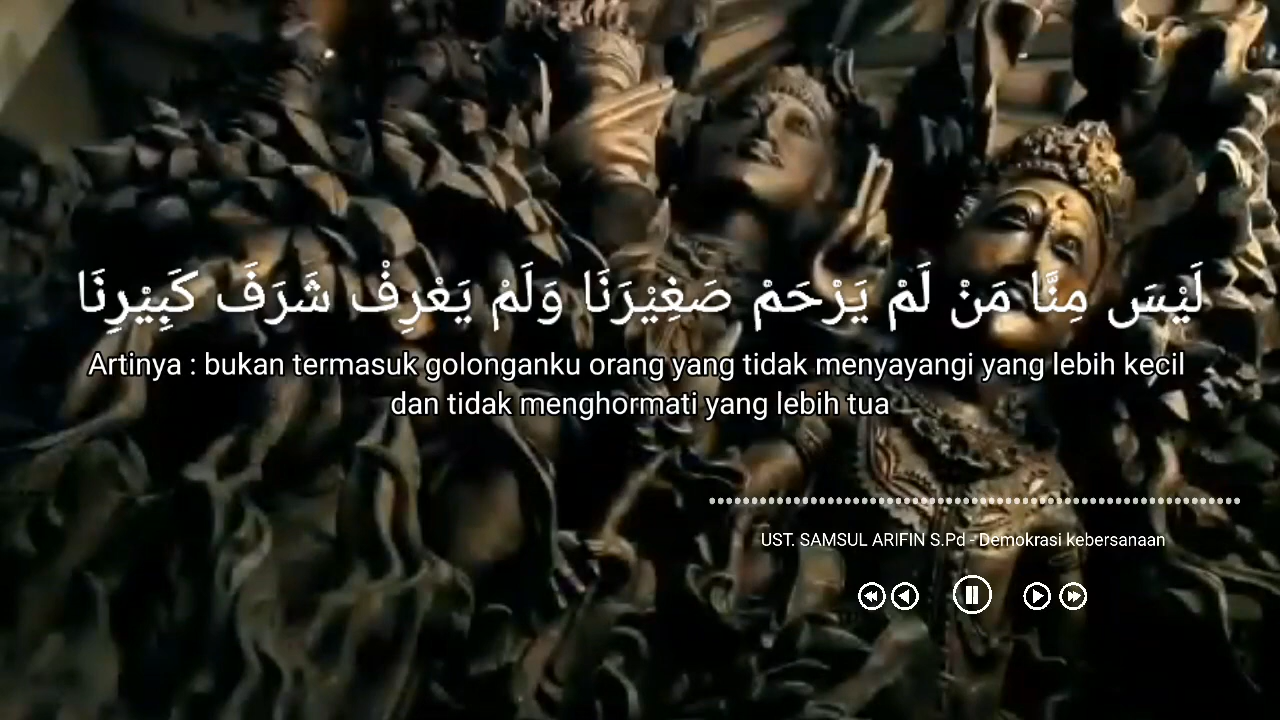 لَيْسَ مِنَّا مَنْ لَمْ يَرْحَمْ صَغِيْرَنَا وَلَمْ يَعْرِفْ شَرَفَ كَبِيْرِنَا
Artinya : bukan termasuk golonganku orang yang tidak menyayangi yang lebih kecil
dan tidak menghormati yang lebih tua
UST. SAMSUL ARIFIN S.Pd - Demokrasi kebersanaan